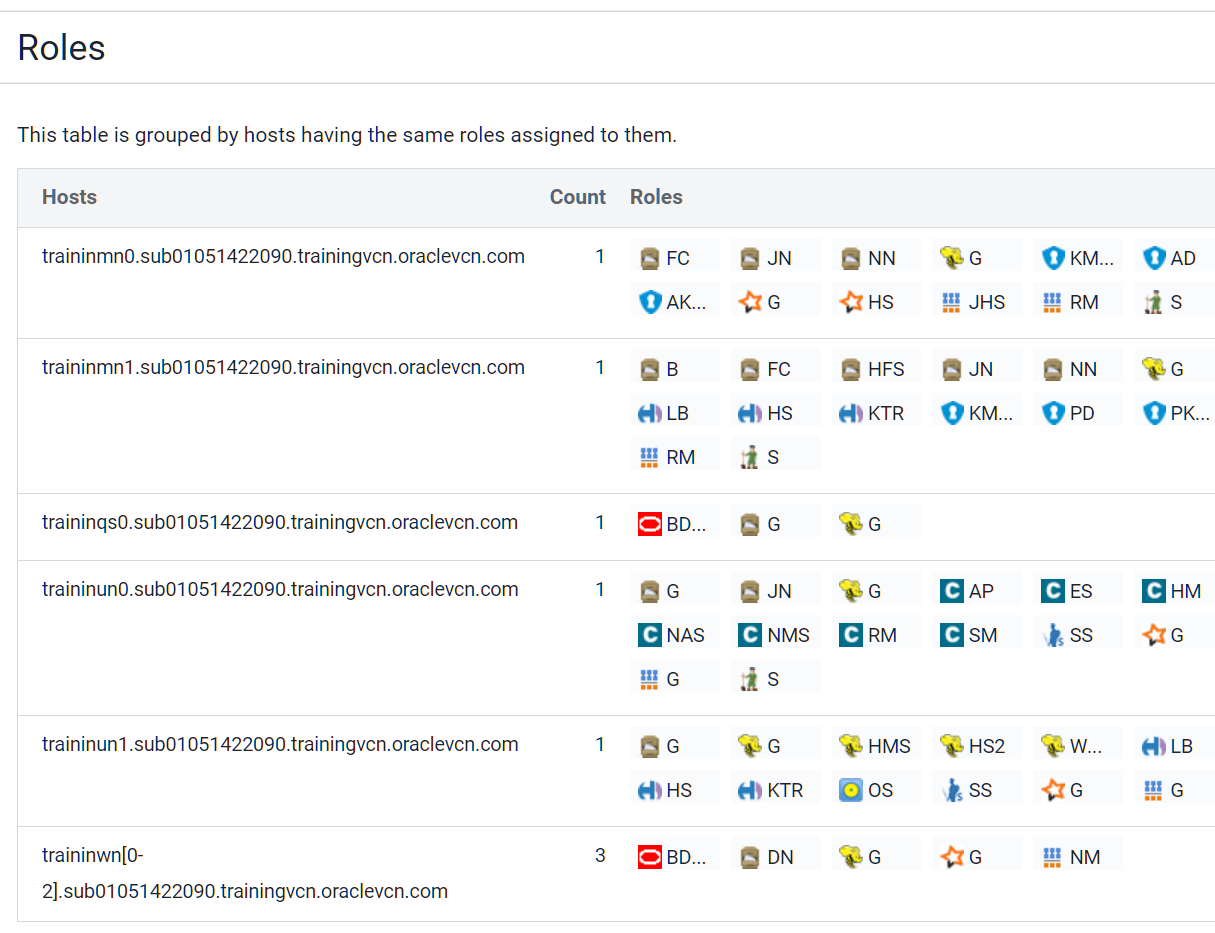 Roles
This table is grouped by hosts having the same roles assigned to them.
Hosts Count Roles
traininmn0.sub01051422090.trainingvcn.oraclevcn.com 1 FC JN NN G KM... AD
AK... G HS JHS RM S
traininmn1.sub01051422090.trainingvcn.oraclevcn.com 1 B FC HFS JN NN G
LB HS KTR KM... PD PK...
RM S
traininqs0.sub01051422090.trainingvcn.oraclevcn.com 1 BD... G G
traininun0.sub01051422090.trainingvcn.oraclevcn.com 1 G JN G C AP C ES C HM
C NAS C NMS C RM C SM SS G
G S
traininun1.sub01051422090.trainingvcn.oraclevcn.com 1 G G HMS HS2 W... LB
HS KTR OS SS G G
traininwn[0- 3 BD... DN G G NM
2].sub01051422090.trainingvcn.oraclevcn.com